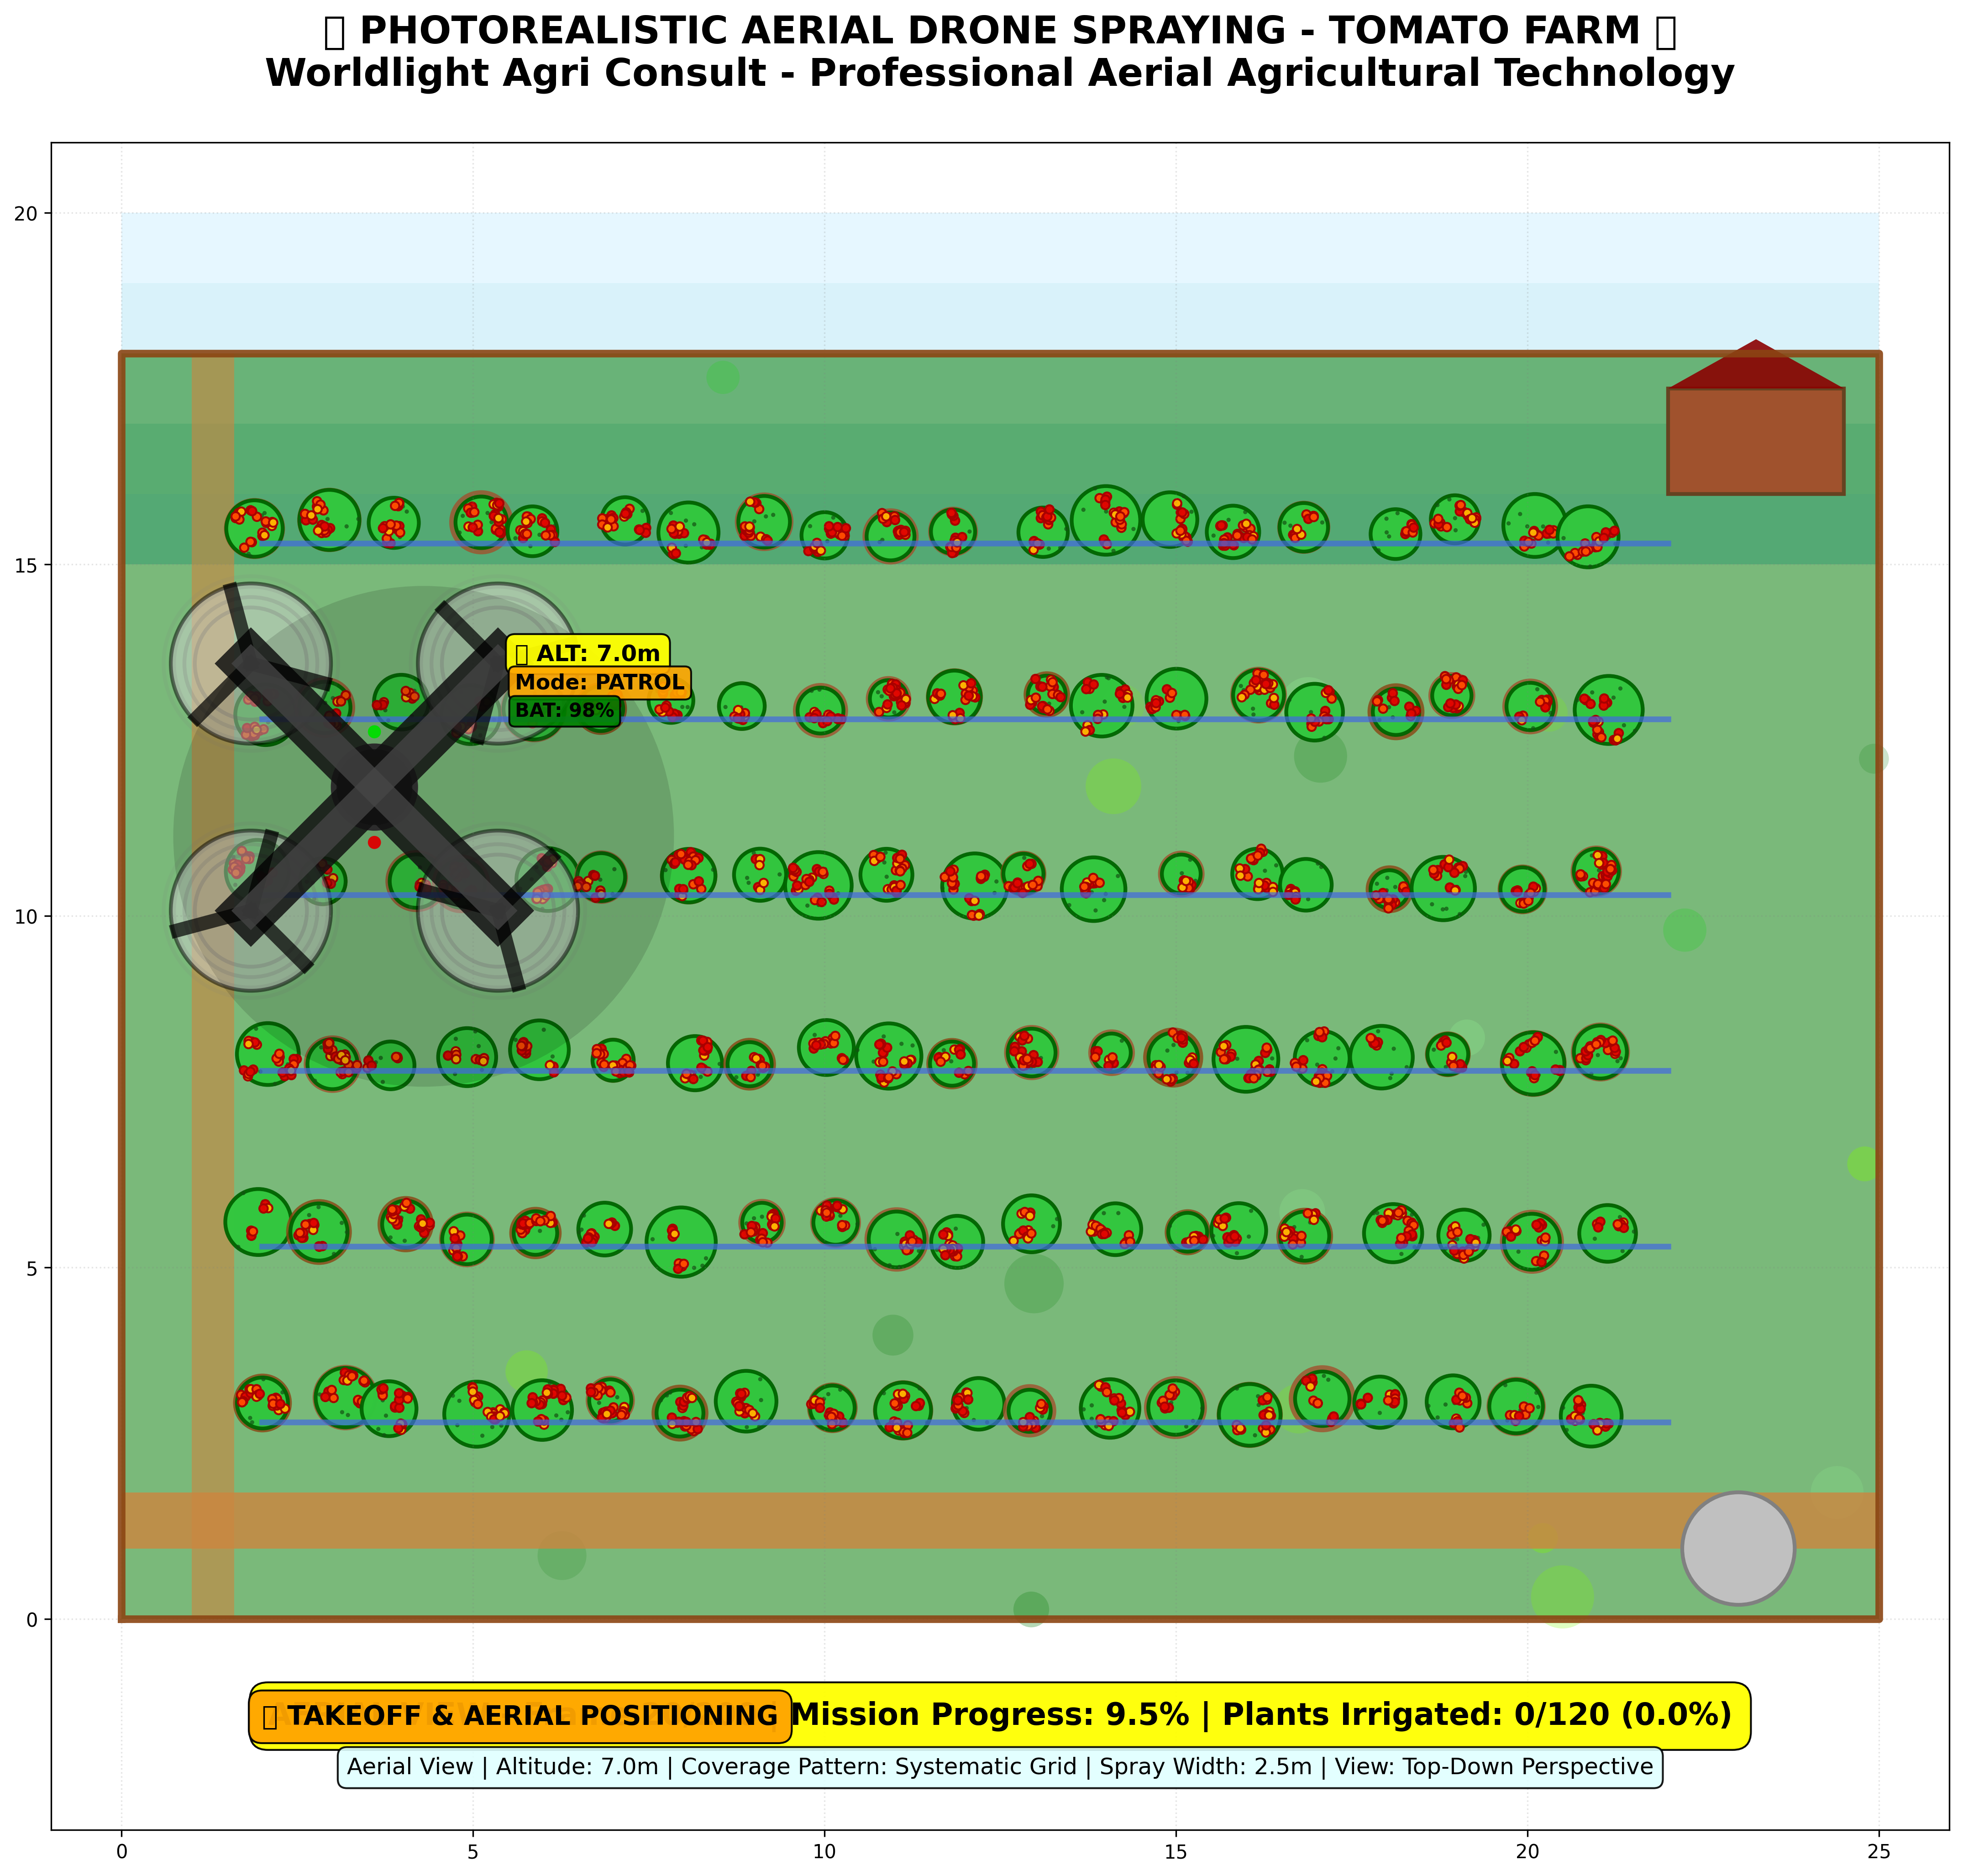 PHOTOREALISTIC AERIAL DRONE SPRAYING - TOMATO FARM
Worldlight Agri Consult - Professional Aerial Agricultural Technology
20
15
10
5
0
ALT: 7.0m
Mode: PATROL
BAT: 98%
TAKEOFF & AERIAL POSITIONING
Mission Progress: 9.5% | Plants Irrigated: 0/120 (0.0%)
Aerial View | Altitude: 7.0m | Coverage Pattern: Systematic Grid | Spray Width: 2.5m | View: Top-Down Perspective
0
5
10
15
20
25